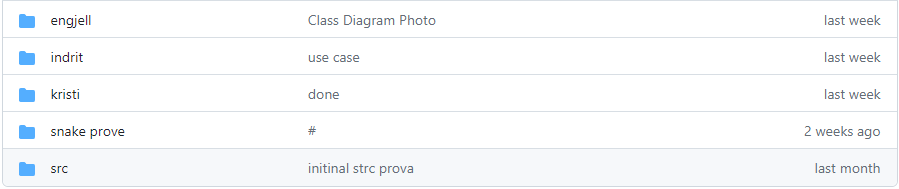 engjell Class Diagram Photo last week
indrit use case last week
kristi done last week
snake prove # 2 weeks ago
src initinal strc prova last month